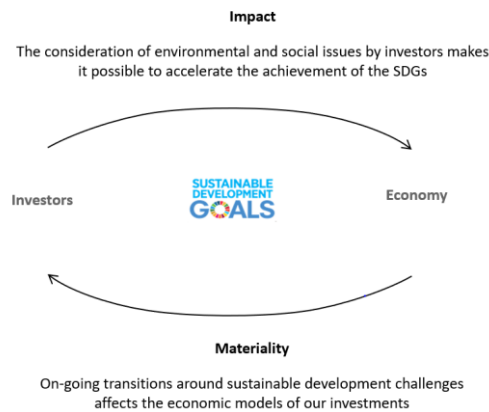 Impact
The consideration of environmental and social issues by investors makes
it possible to accelerate the achievement of the SDGs
Investors
SUSTAINABLE
DEVELOPMENT
GOALS
Economy
Materiality
On-going transitions around sustainable development challenges
affects the economic models of our investments